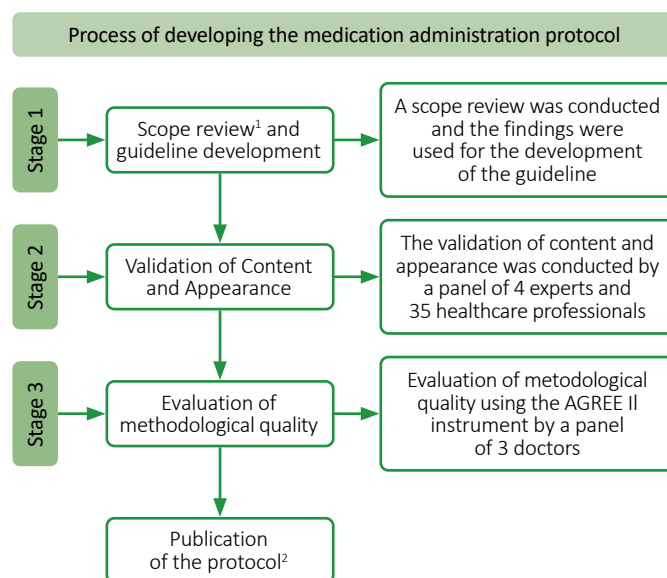 Process of developing the medication administration protocol
Stage 1
Scope review¹ and
guideline development
A scope review was conducted
and the findings were
used for the development
of the guideline
Stage 2
Validation of Content
and Appearance
The validation of content and
appearance was conducted by
a panel of 4 experts and
35 healthcare professionals
Stage 3
Evaluation of
methodological quality
Evaluation of metodological
quality using the AGREE II
instrument by a panel
of 3 doctors
Publication
of the protocol²